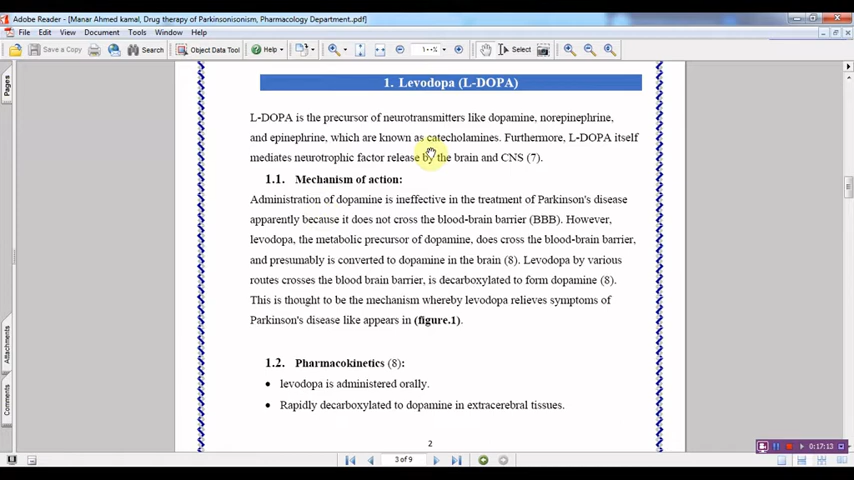 Adobe Reader - [Manar Ahmed kamal, Drug therapy of Parkinsonisonism, Pharmacology Department..pdf]
File Edit View Document Tools Window Help
Save a Copy Search Object Data Tool Help Select
Pages
1. Levodopa (L-DOPA)
L-DOPA is the precursor of neurotransmitters like dopamine, norepinephrine,
and epinephrine, which are known as catecholamines. Furthermore, L-DOPA itself
mediates neurotrophic factor release by the brain and CNS (7).
1.1. Mechanism of action:
Administration of dopamine is ineffective in the treatment of Parkinson's disease
apparently because it does not cross the blood-brain barrier (BBB). However,
levodopa, the metabolic precursor of dopamine, does cross the blood-brain barrier,
and presumably is converted to dopamine in the brain (8). Levodopa by various
routes crosses the blood brain barrier, is decarboxylated to form dopamine (8).
This is thought to be the mechanism whereby levodopa relieves symptoms of
Parkinson's disease like appears in (figure.1).
Attachments
1.2. Pharmacokinetics (8):
• levodopa is administered orally.
Comments
• Rapidly decarboxylated to dopamine in extracerebral tissues.
2
0:17:13
3 of 9